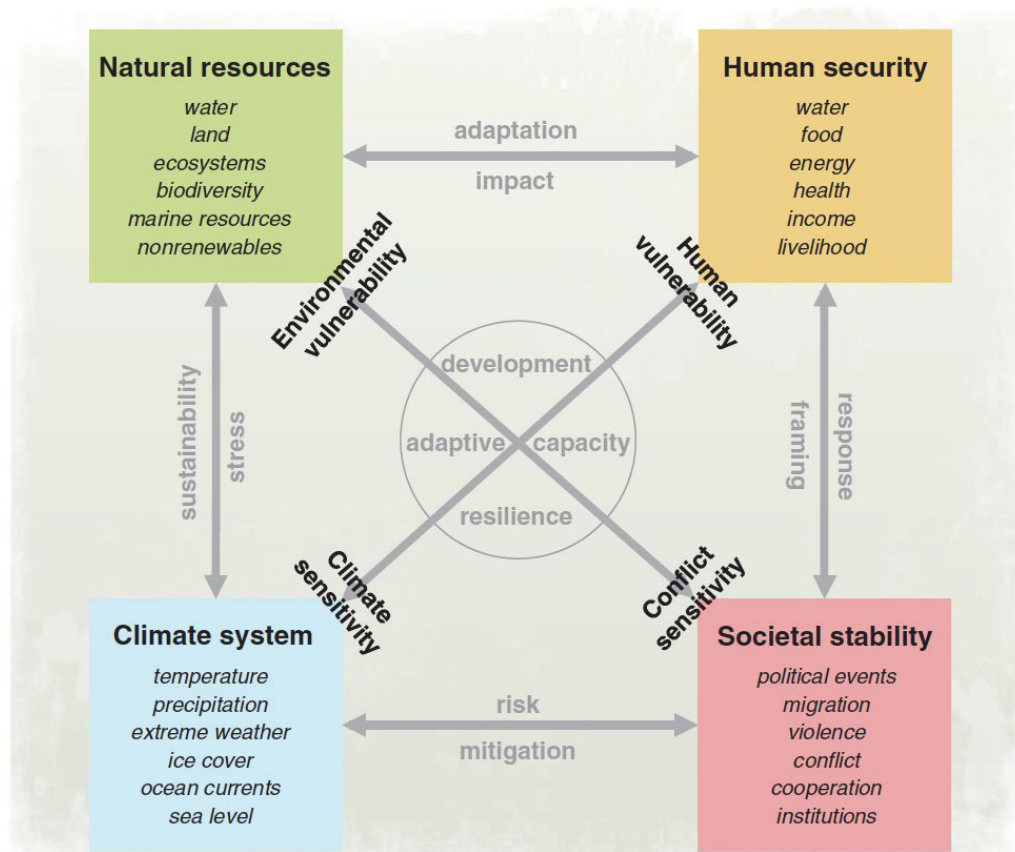 Natural resources
water
land
ecosystems
biodiversity
marine resources
nonrenewables
Human security
water
food
energy
health
income
livelihood
adaptation
impact
Environmental
vulnerability
Human
vulnerability
sustainability
stress
development
adaptive capacity
resilience
framing
response
Climate
sensitivity
Conflict
sensitivity
Climate system
temperature
precipitation
extreme weather
ice cover
ocean currents
sea level
risk
mitigation
Societal stability
political events
migration
violence
conflict
cooperation
institutions